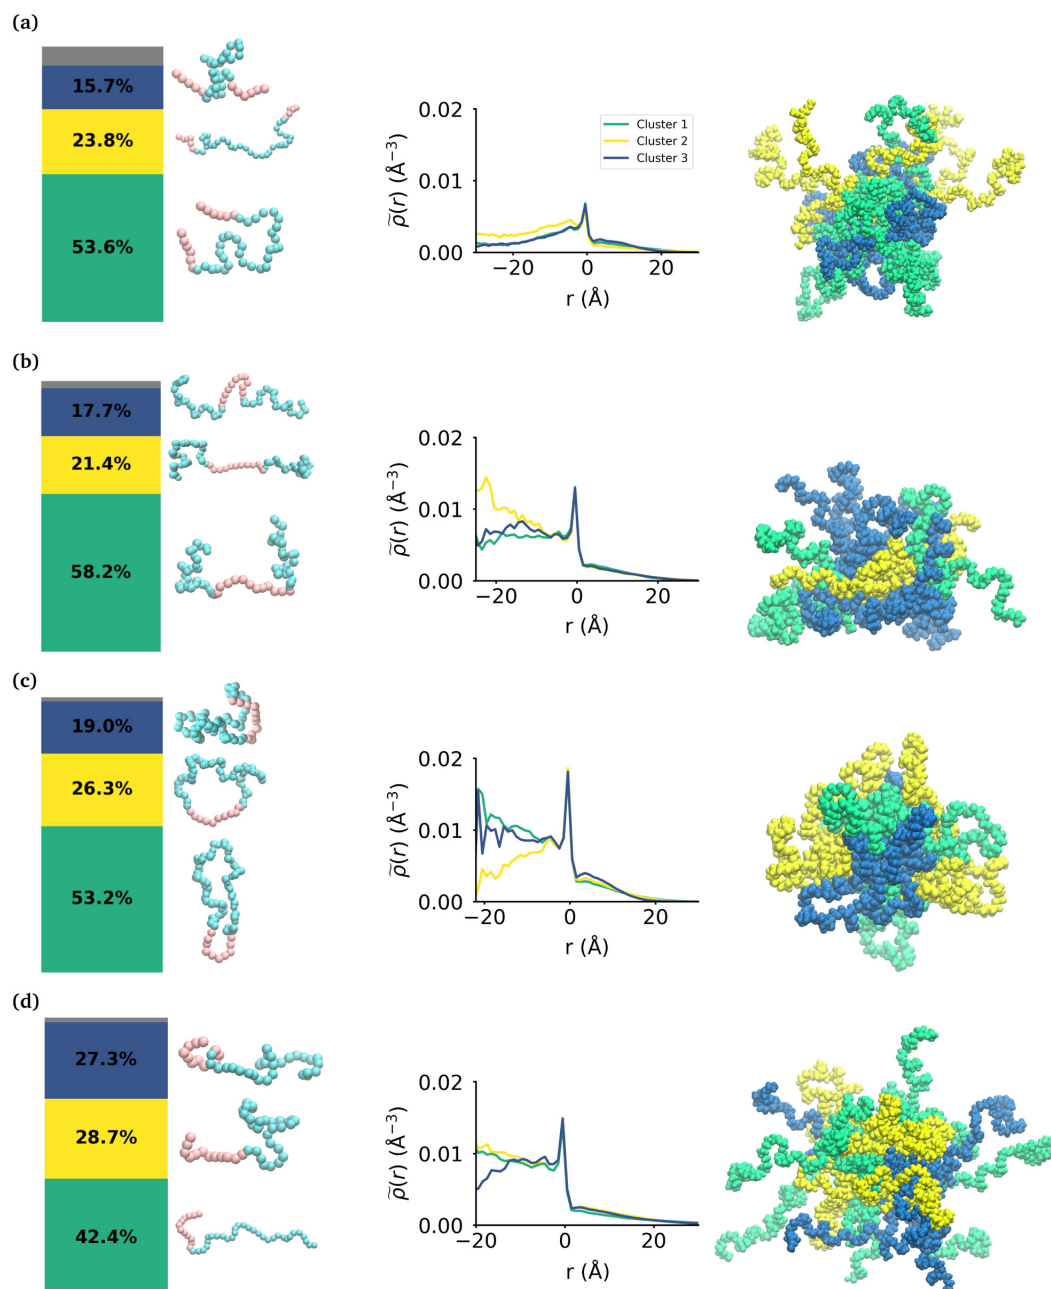 (a)
15.7%
23.8%
53.6%
0.02
0.01
0.00
ρ̃(r) (Å⁻³)
Cluster 1
Cluster 2
Cluster 3
−20
0
20
r (Å)
(b)
17.7%
21.4%
58.2%
0.02
0.01
0.00
ρ̃(r) (Å⁻³)
−20
0
20
r (Å)
(c)
19.0%
26.3%
53.2%
0.02
0.01
0.00
ρ̃(r) (Å⁻³)
−20
0
20
r (Å)
(d)
27.3%
28.7%
42.4%
0.02
0.01
0.00
ρ̃(r) (Å⁻³)
−20
0
20
r (Å)